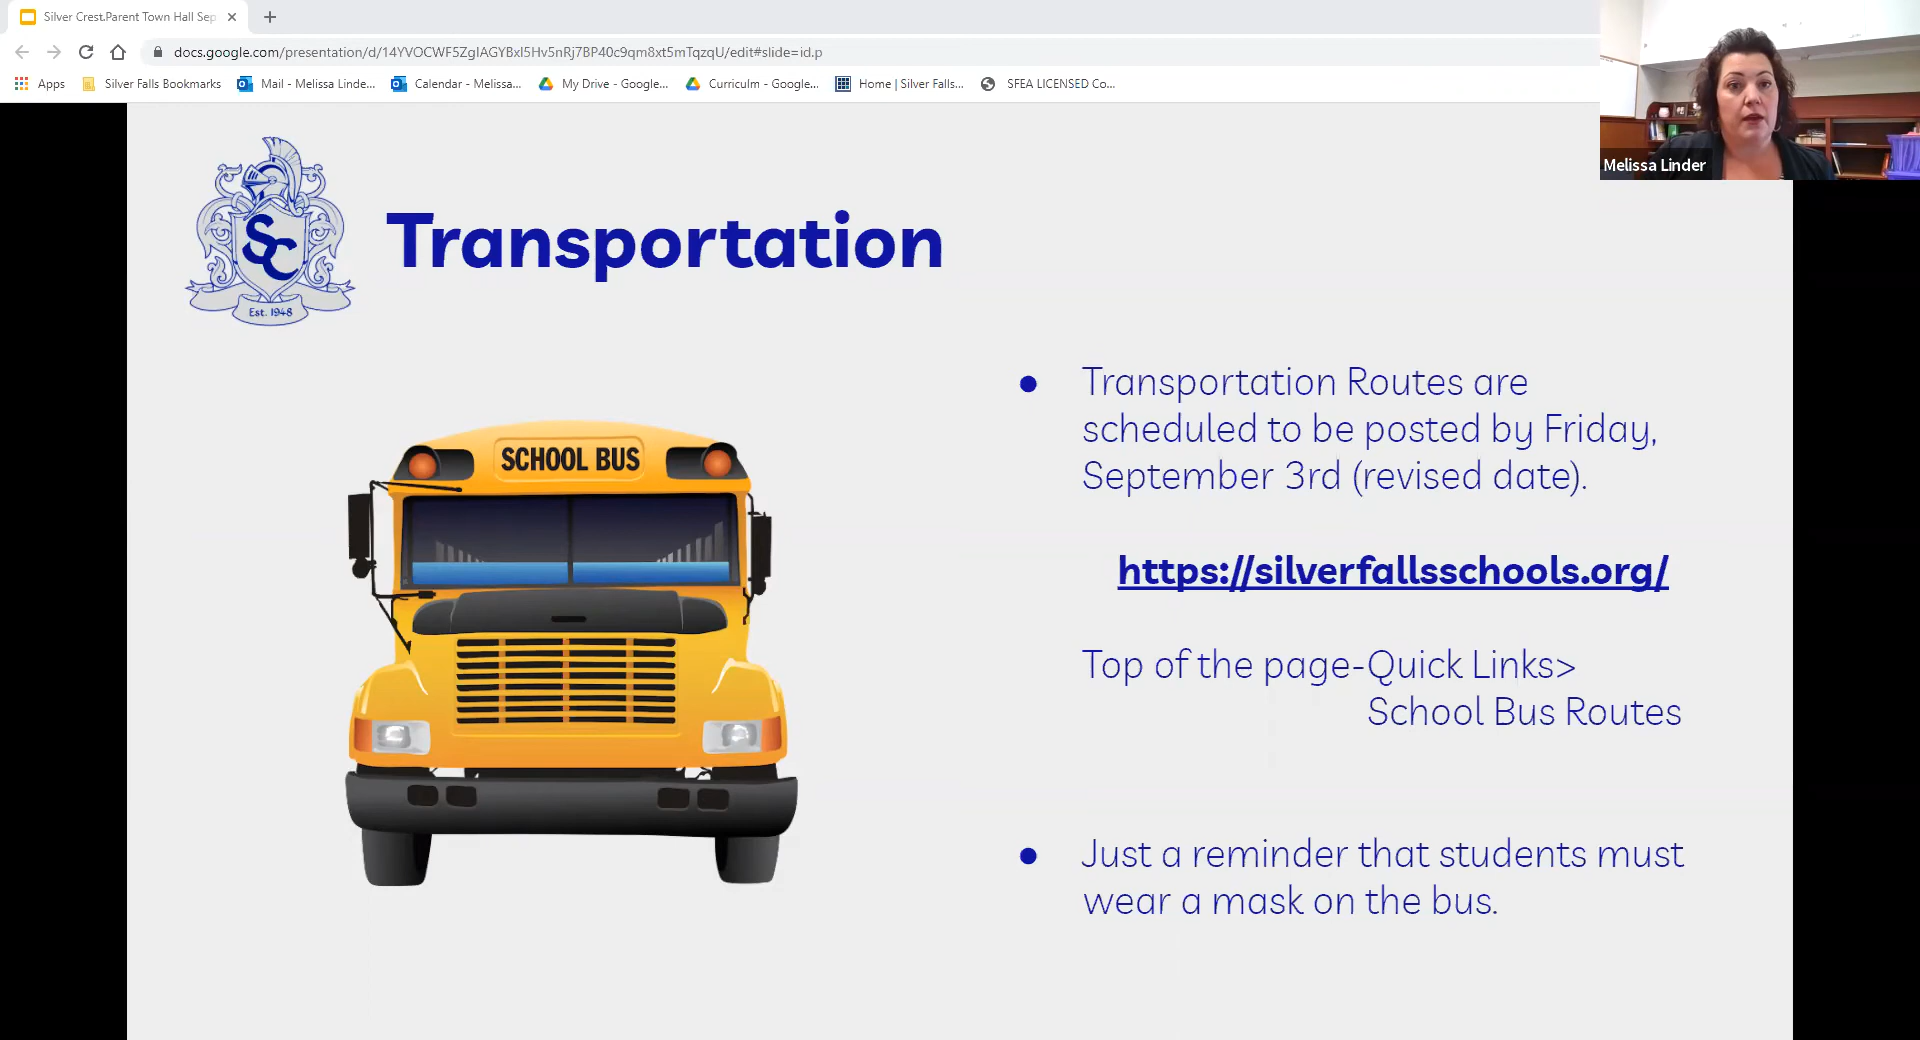 Silver Crest.Parent Town Hall Sep
docs.google.com/presentation/d/14YVOCWF5ZgIAGYBxI5Hv5nRj7BP40c9qm8xt5mTqzqU/edit#slide=id.p
Apps
Silver Falls Bookmarks
Mail - Melissa Linde...
Calendar - Melissa...
My Drive - Google...
Curriculm - Google...
Home | Silver Falls...
SFEA LICENSED Co...
Melissa Linder
SC
Est. 1948
Transportation
SCHOOL BUS
● Transportation Routes are
scheduled to be posted by Friday,
September 3rd (revised date).
https://silverfallsschools.org/
Top of the page-Quick Links>
School Bus Routes
● Just a reminder that students must
wear a mask on the bus.